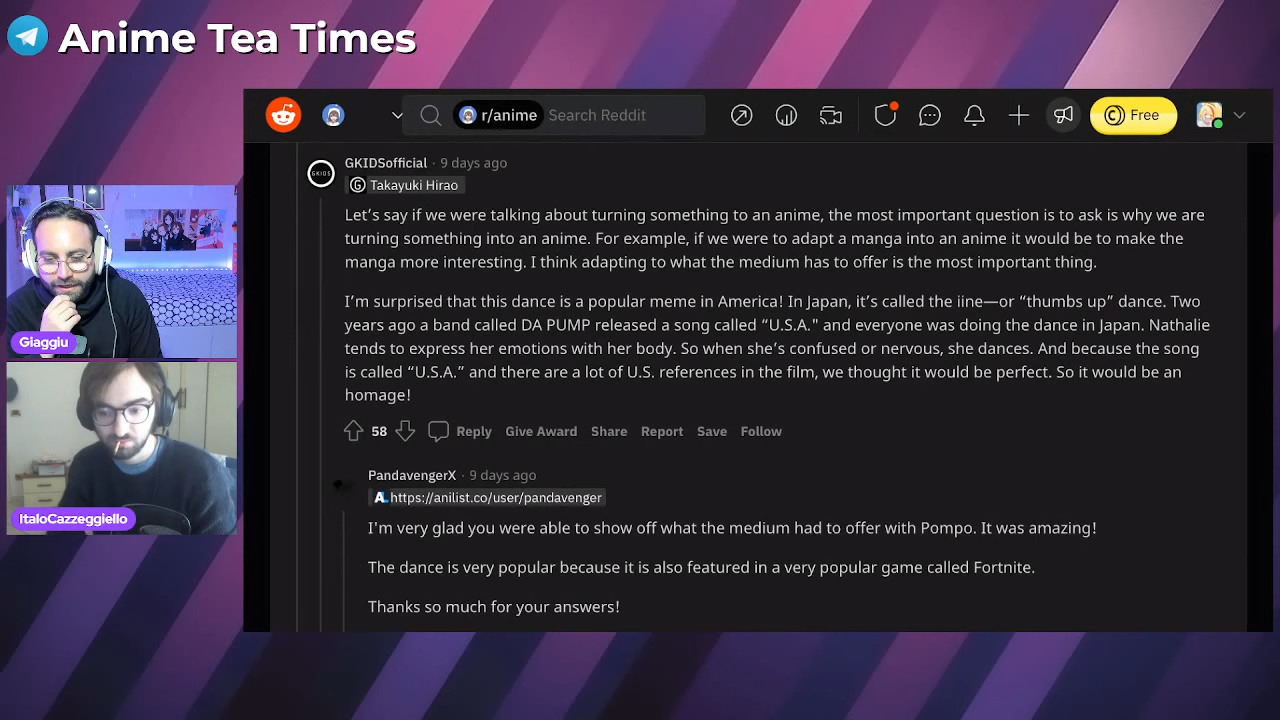 Anime Tea Times
r/anime Search Reddit
Free
GKIDSofficial · 9 days ago
GKIDS
Takayuki Hirao
Let’s say if we were talking about turning something to an anime, the most important question is to ask is why we are
turning something into an anime. For example, if we were to adapt a manga into an anime it would be to make the
manga more interesting. I think adapting to what the medium has to offer is the most important thing.
I’m surprised that this dance is a popular meme in America! In Japan, it’s called the iine—or “thumbs up” dance. Two
years ago a band called DA PUMP released a song called “U.S.A." and everyone was doing the dance in Japan. Nathalie
tends to express her emotions with her body. So when she’s confused or nervous, she dances. And because the song
is called “U.S.A.” and there are a lot of U.S. references in the film, we thought it would be perfect. So it would be an
homage!
58 Reply Give Award Share Report Save Follow
PandavengerX · 9 days ago
https://anilist.co/user/pandavenger
I'm very glad you were able to show off what the medium had to offer with Pompo. It was amazing!
The dance is very popular because it is also featured in a very popular game called Fortnite.
Thanks so much for your answers!
Giaggiu
ItaloCazzeggiello